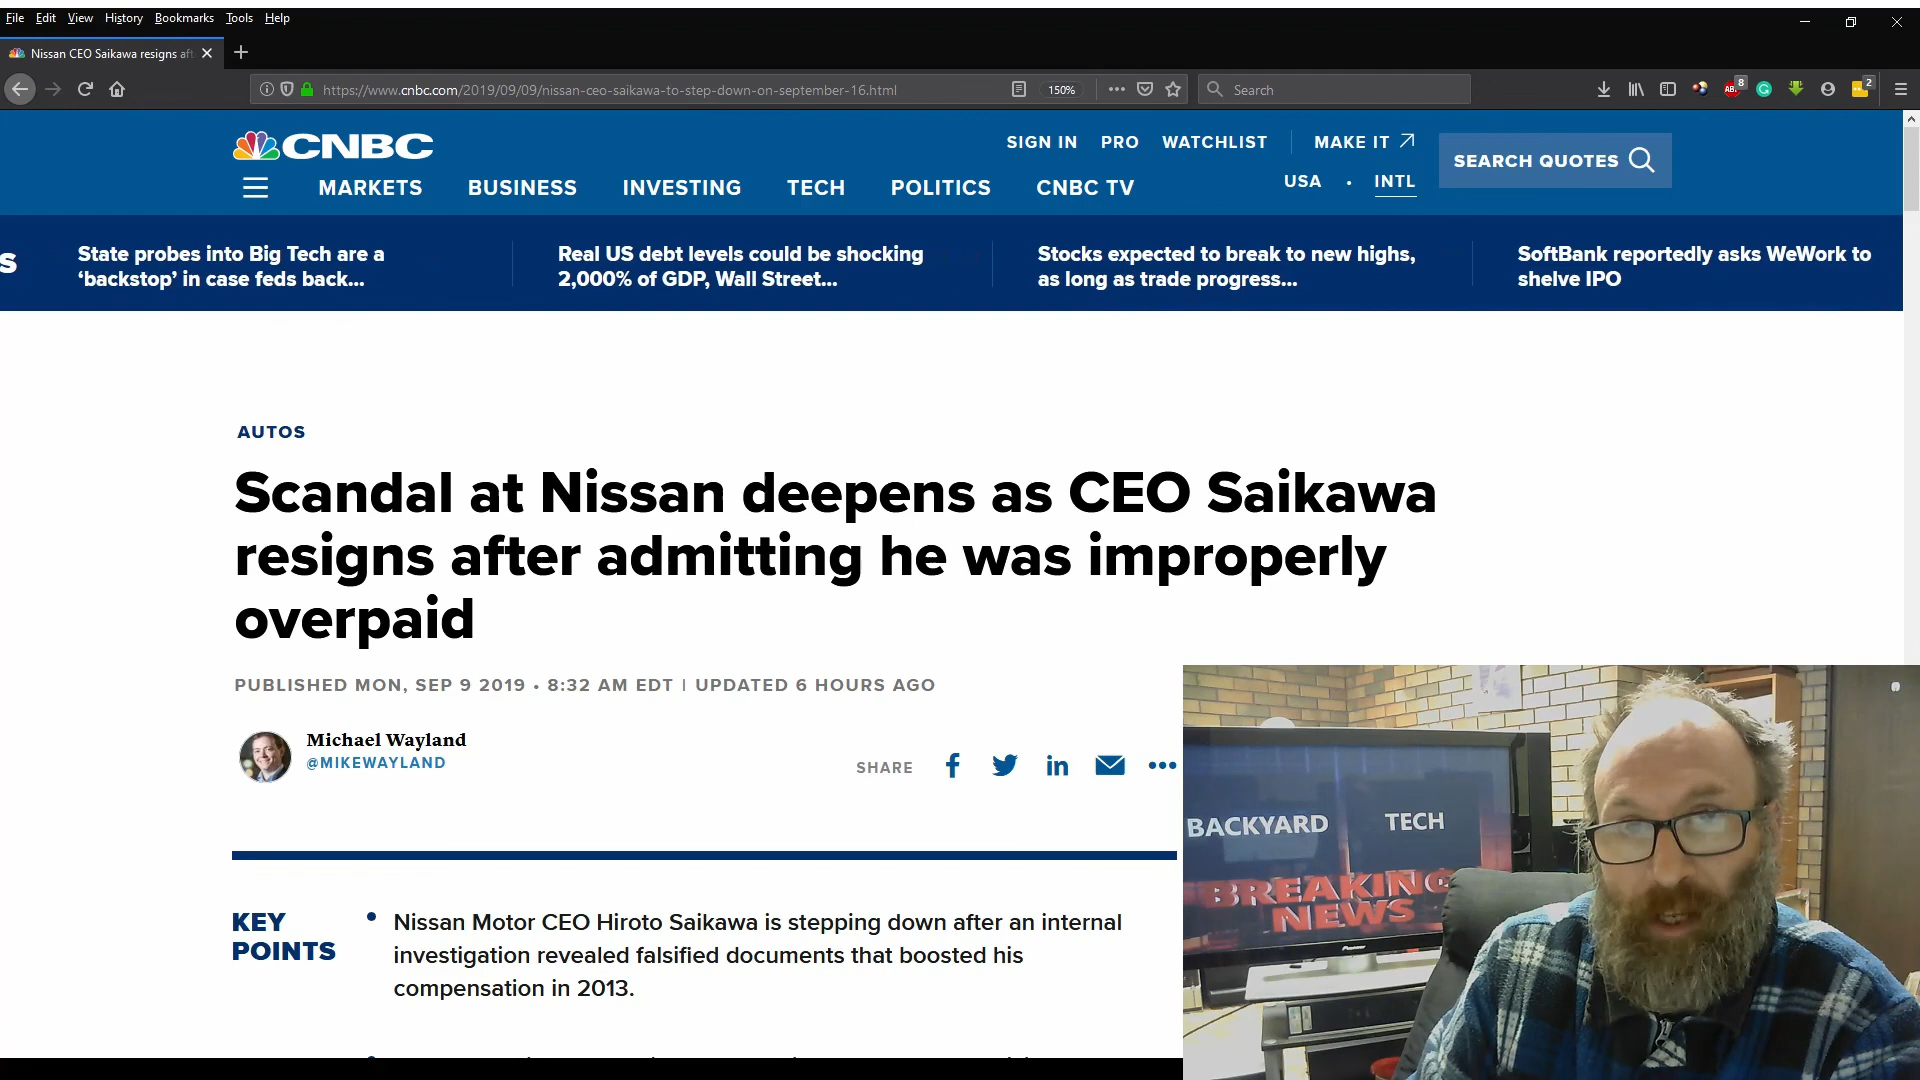 File Edit View History Bookmarks Tools Help
Nissan CEO Saikawa resigns aft
https://www.cnbc.com/2019/09/09/nissan-ceo-saikawa-to-step-down-on-september-16.html
150%
Search
8
2
CNBC
SIGN IN PRO WATCHLIST MAKE IT
SEARCH QUOTES
MARKETS BUSINESS INVESTING TECH POLITICS CNBC TV
USA • INTL
S
State probes into Big Tech are a
‘backstop’ in case feds back...
Real US debt levels could be shocking
2,000% of GDP, Wall Street...
Stocks expected to break to new highs,
as long as trade progress...
SoftBank reportedly asks WeWork to
shelve IPO
AUTOS
Scandal at Nissan deepens as CEO Saikawa
resigns after admitting he was improperly
overpaid
PUBLISHED MON, SEP 9 2019 • 8:32 AM EDT | UPDATED 6 HOURS AGO
Michael Wayland
@MIKEWAYLAND
SHARE
KEY
POINTS
• Nissan Motor CEO Hiroto Saikawa is stepping down after an internal
investigation revealed falsified documents that boosted his
compensation in 2013.
BACKYARD TECH
BREAKING
NEWS
Pioneer